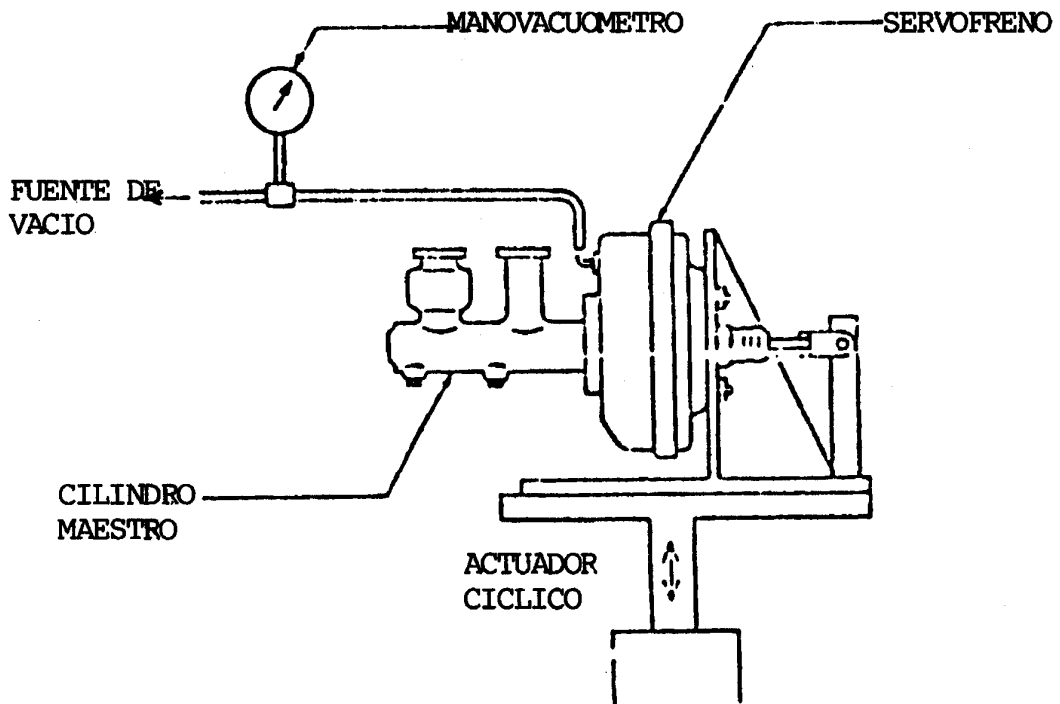 MANOVACUOMETRO
SERVOFRENO
FUENTE DE
VACIO
CILINDRO
MAESTRO
ACTUADOR
CICLICO